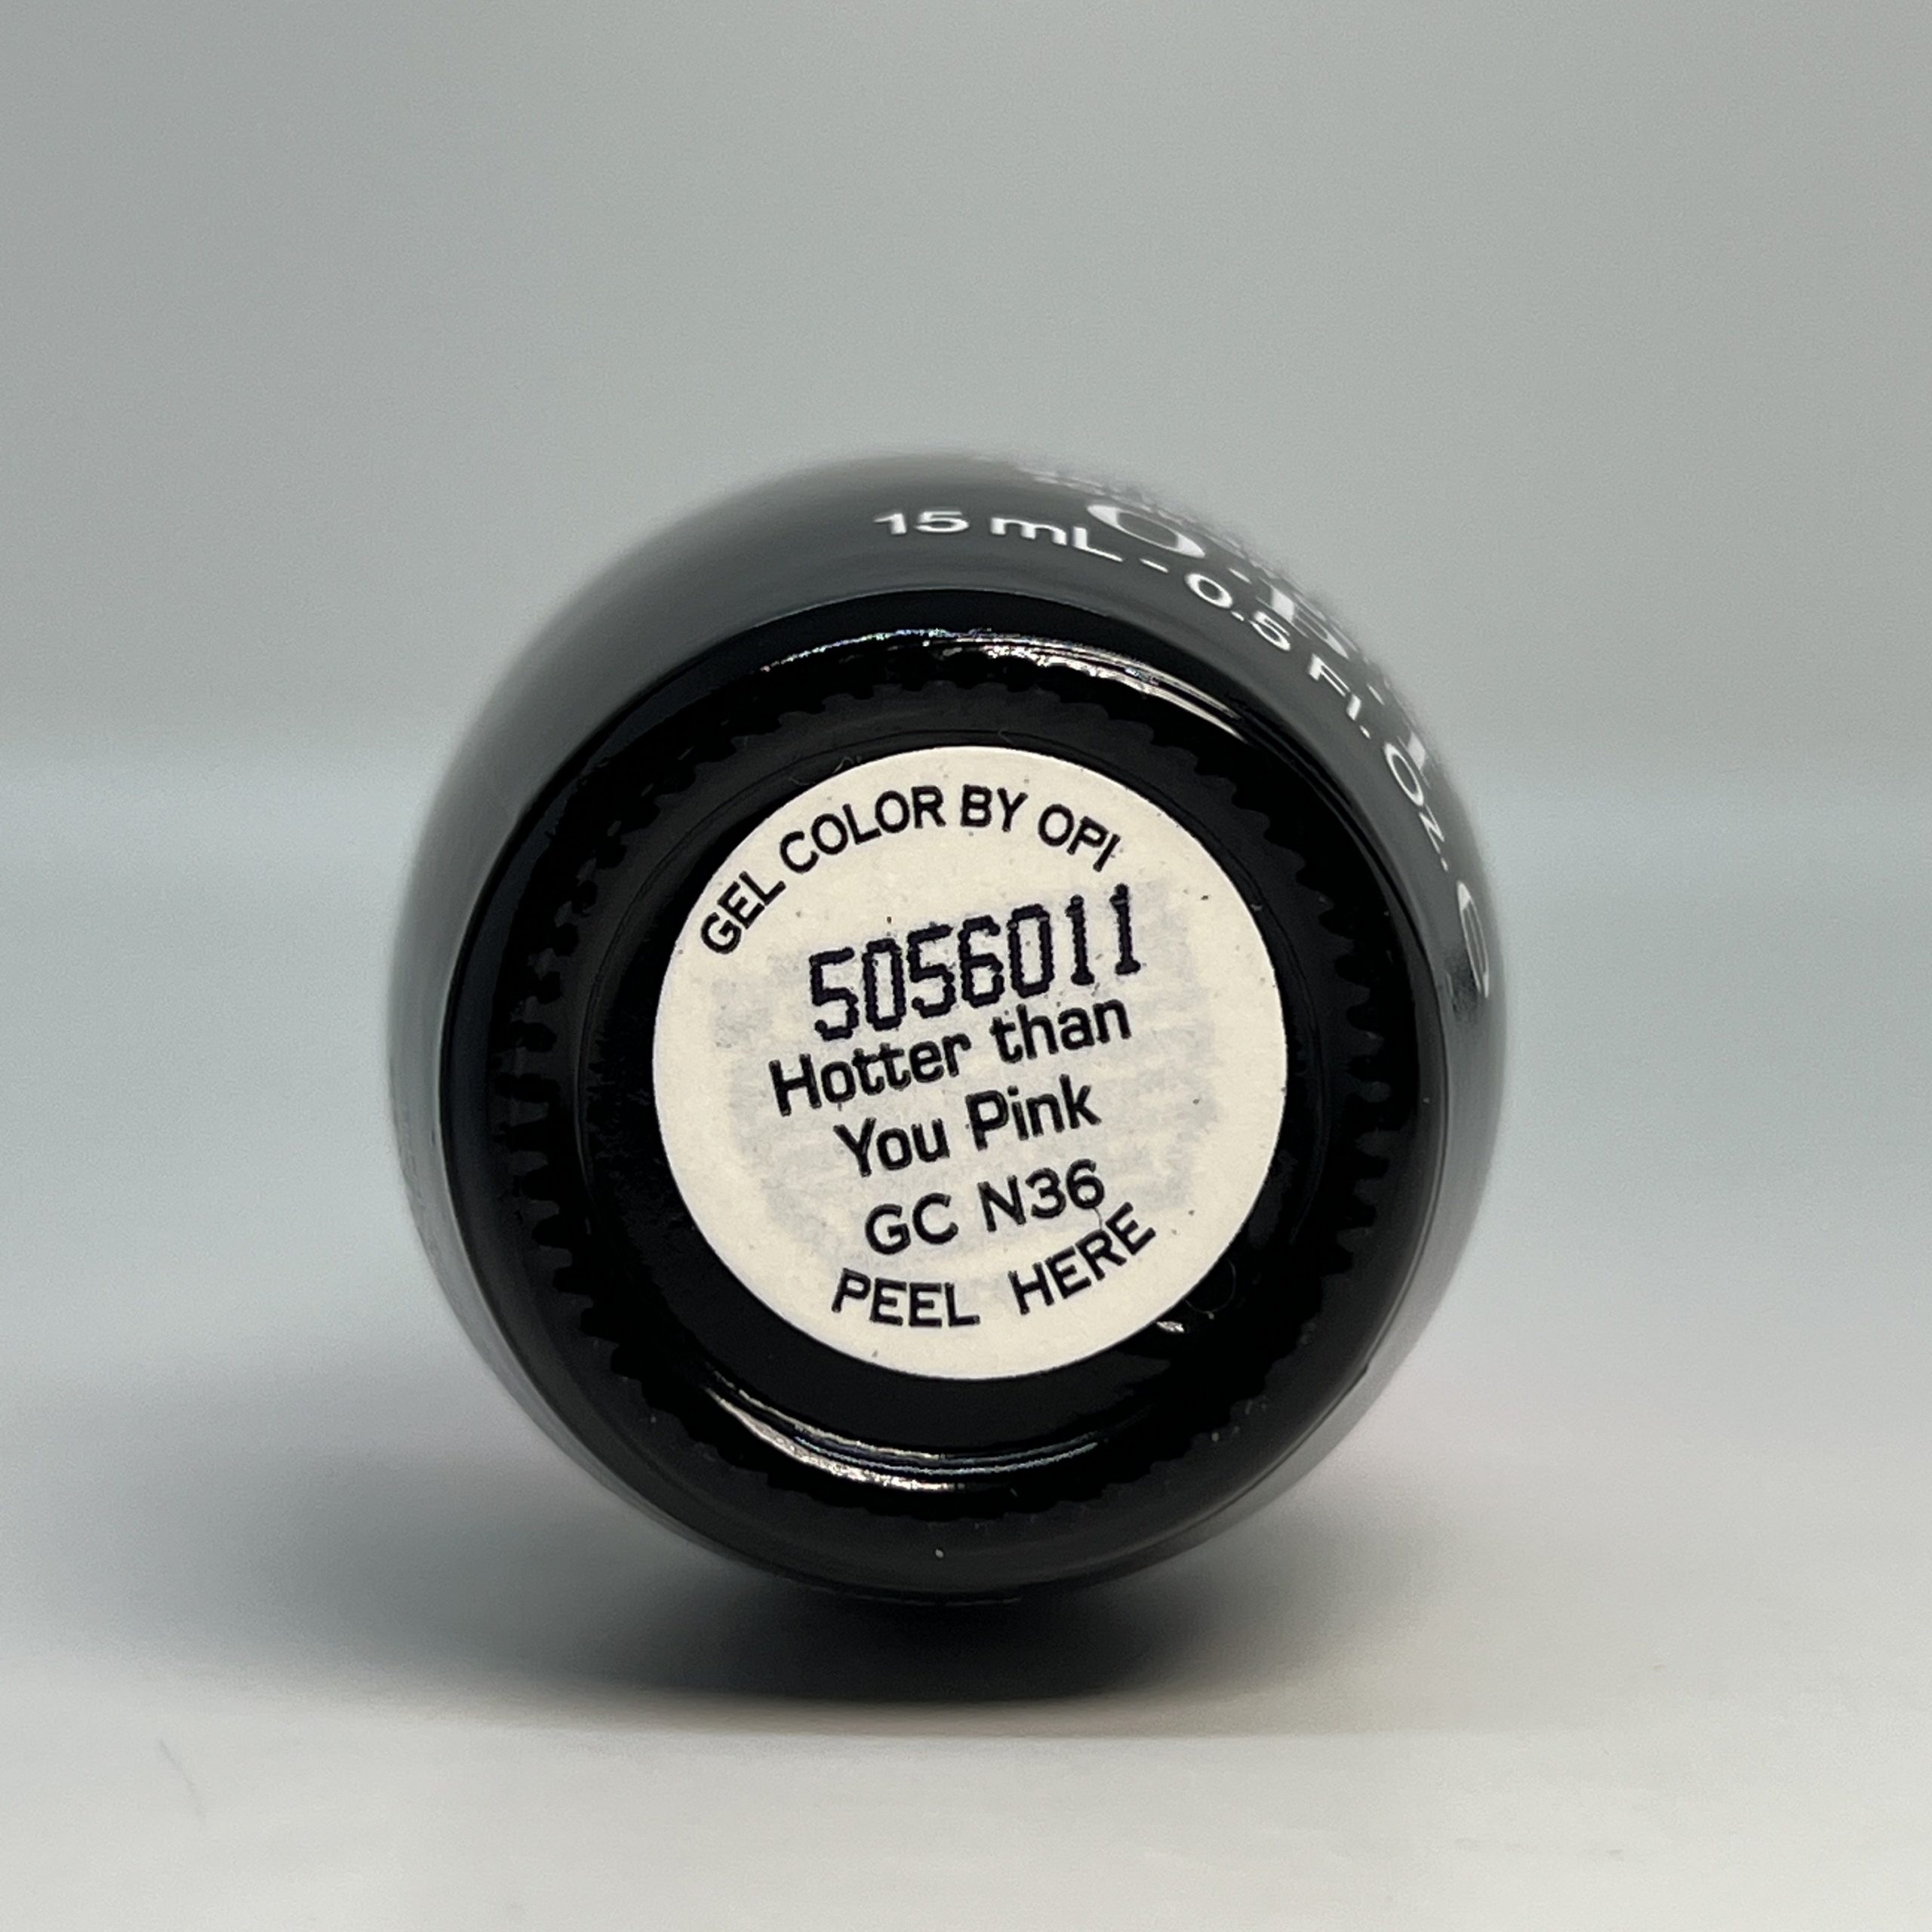 15 mL - 0.5 Fl. Oz. e
GEL COLOR BY OPI
5056011
Hotter than
You Pink
GC N36
PEEL HERE